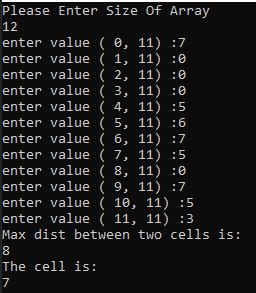 Please Enter Size Of Array
12
enter value ( 0, 11) :7
enter value ( 1, 11) :0
enter value ( 2, 11) :0
enter value ( 3, 11) :0
enter value ( 4, 11) :5
enter value ( 5, 11) :6
enter value ( 6, 11) :7
enter value ( 7, 11) :5
enter value ( 8, 11) :0
enter value ( 9, 11) :7
enter value ( 10, 11) :5
enter value ( 11, 11) :3
Max dist between two cells is:
8
The cell is:
7